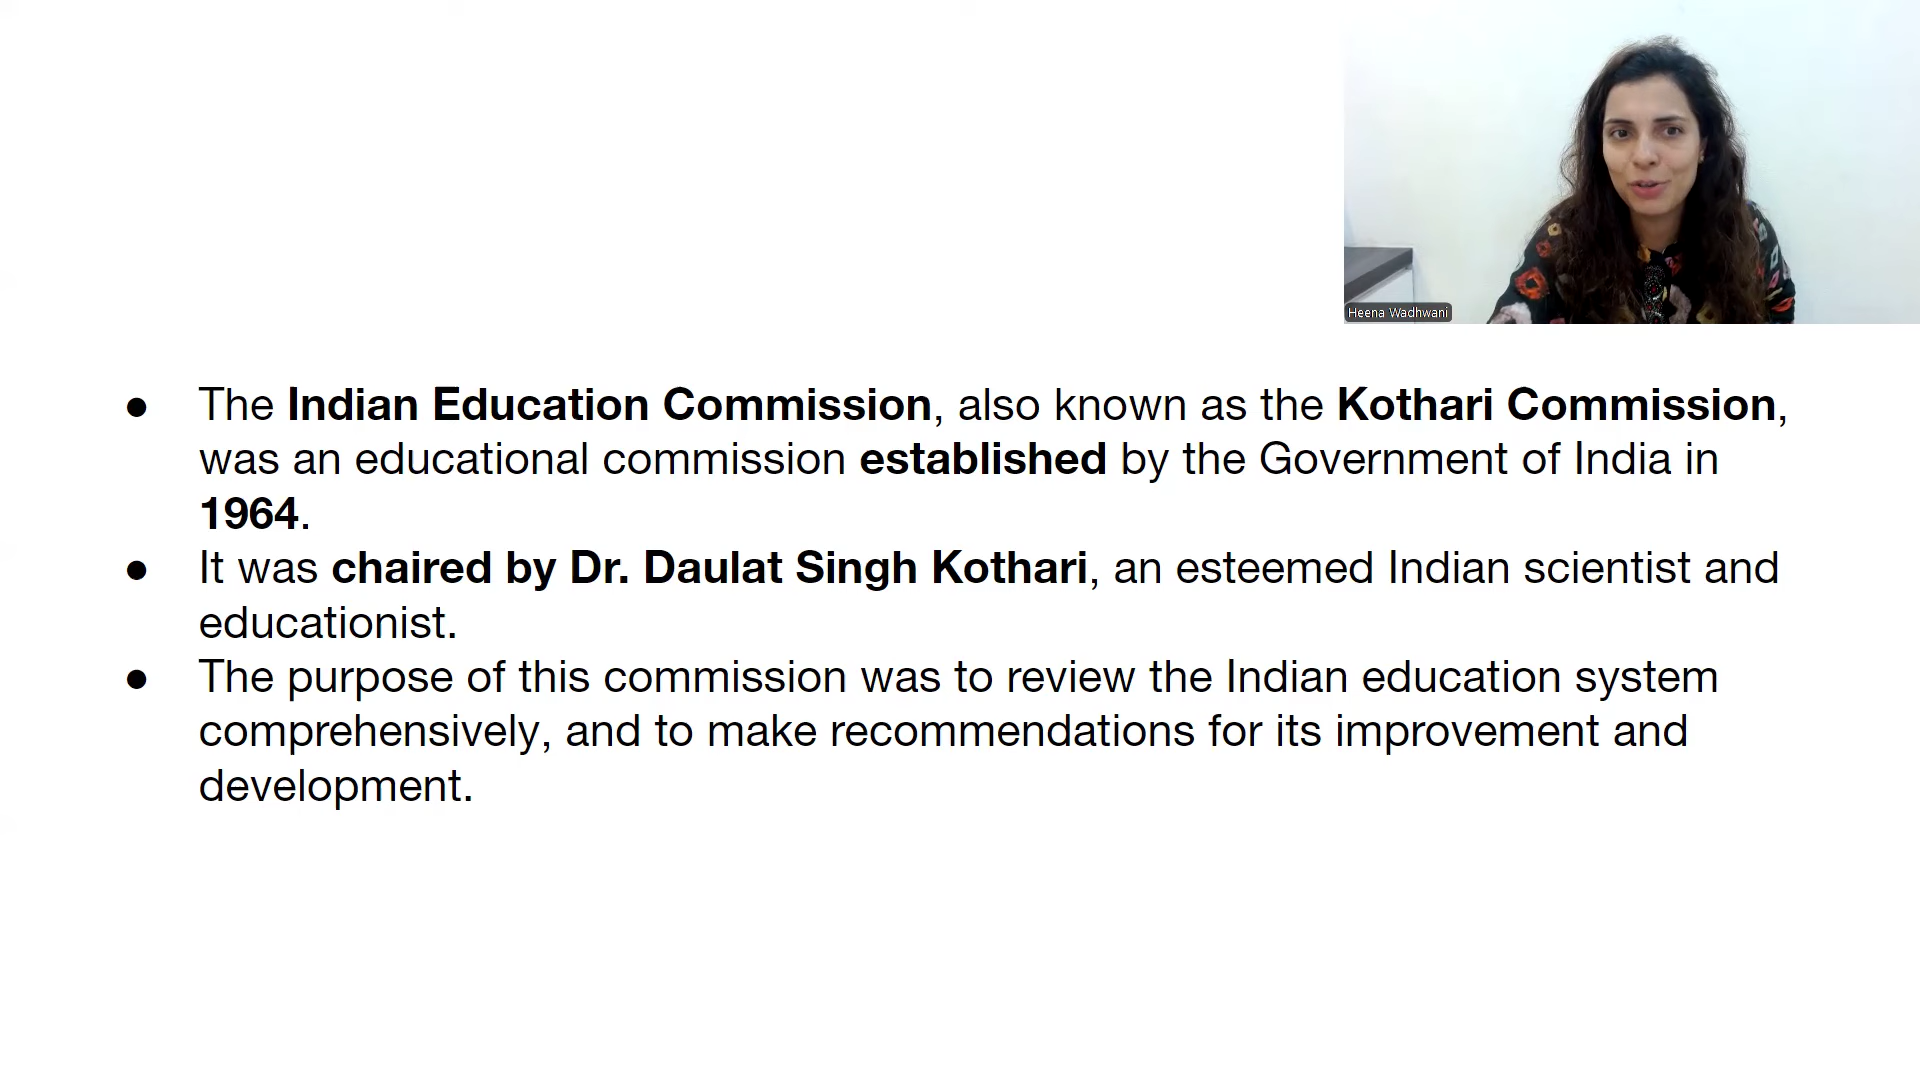 Heena Wadhwani
● The Indian Education Commission, also known as the Kothari Commission,
was an educational commission established by the Government of India in
1964.
● It was chaired by Dr. Daulat Singh Kothari, an esteemed Indian scientist and
educationist.
● The purpose of this commission was to review the Indian education system
comprehensively, and to make recommendations for its improvement and
development.